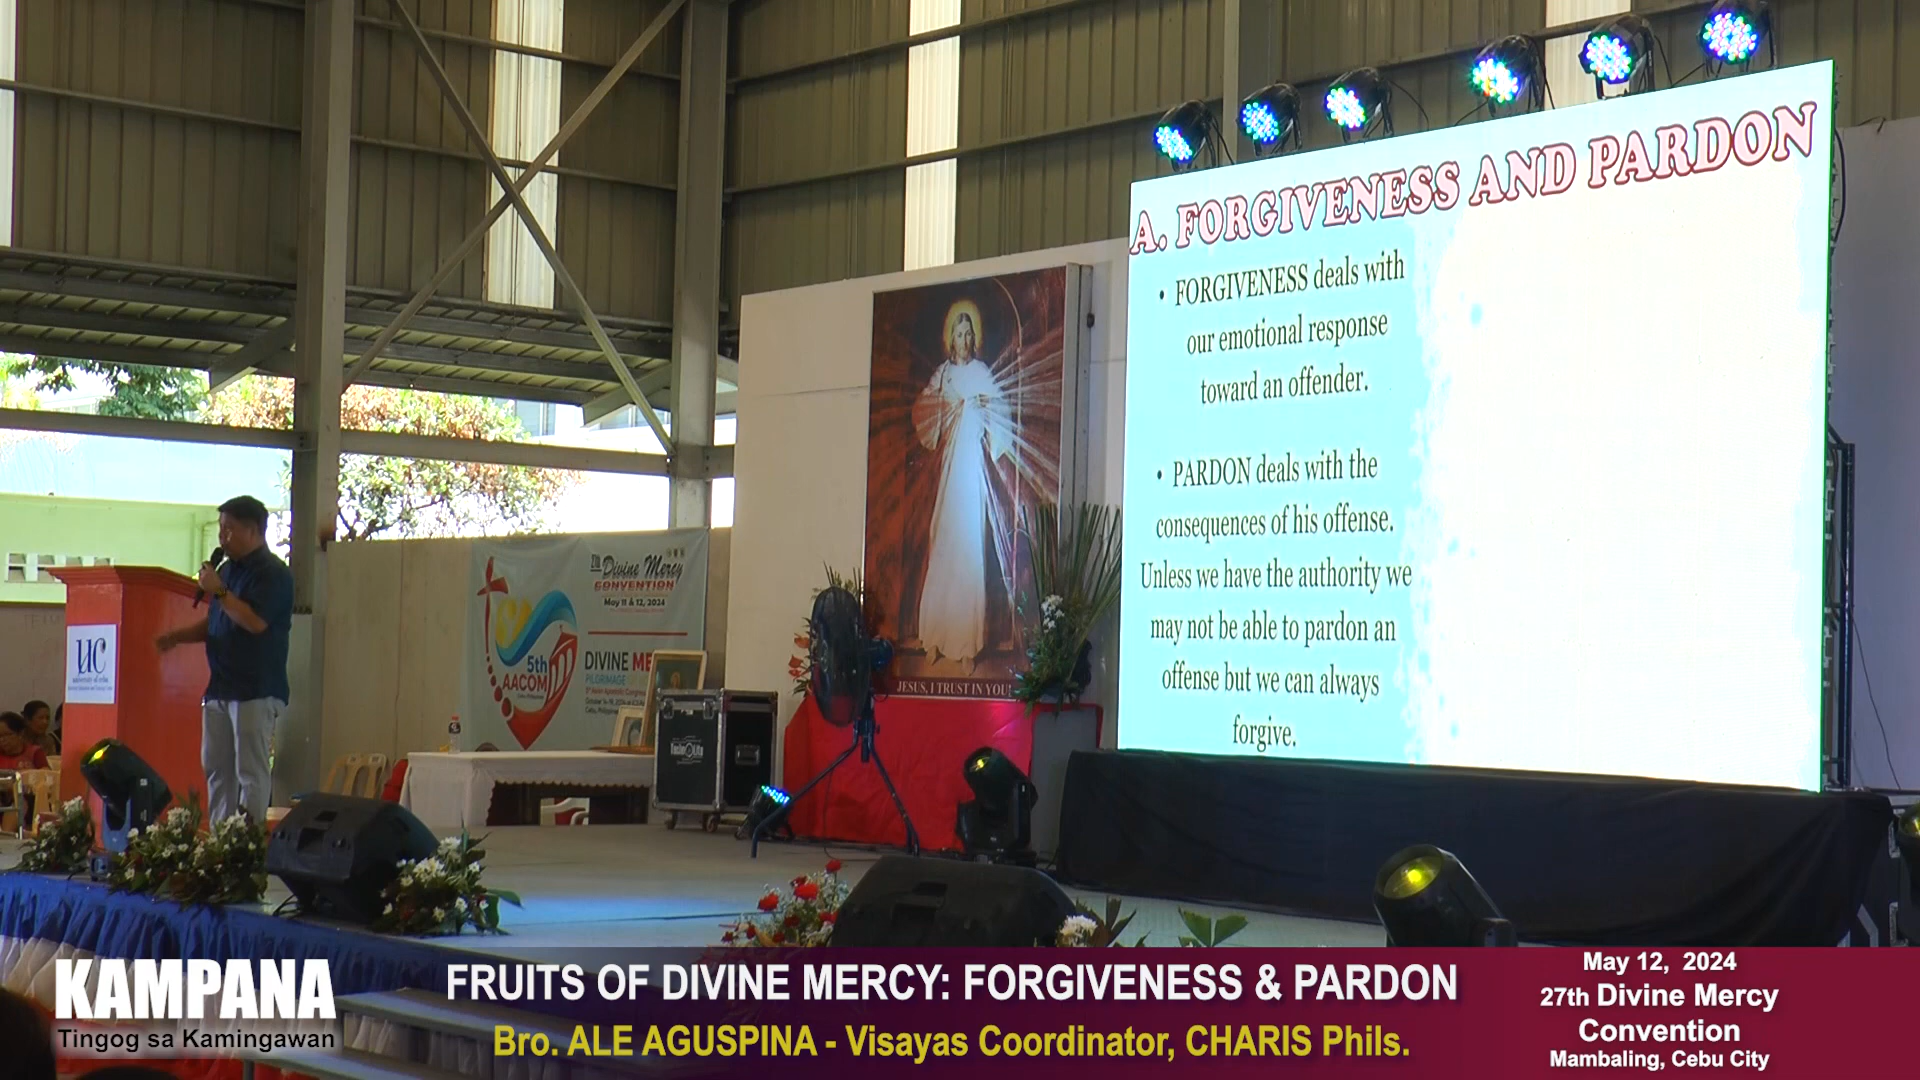 A. FORGIVENESS AND PARDON
• FORGIVENESS deals with
our emotional response
toward an offender.
• PARDON deals with the
consequences of his offense.
Unless we have the authority we
may not be able to pardon an
offense but we can always
forgive.
JESUS, I TRUST IN YOU!
Divine Mercy
CONVENTION
May 11 & 12, 2024
5th
AACOM
DIVINE ME
PILGRIMAGE
UC
KAMPANA
Tingog sa Kamingawan
FRUITS OF DIVINE MERCY: FORGIVENESS & PARDON
Bro. ALE AGUSPINA - Visayas Coordinator, CHARIS Phils.
May 12, 2024
27th Divine Mercy
Convention
Mambaling, Cebu City